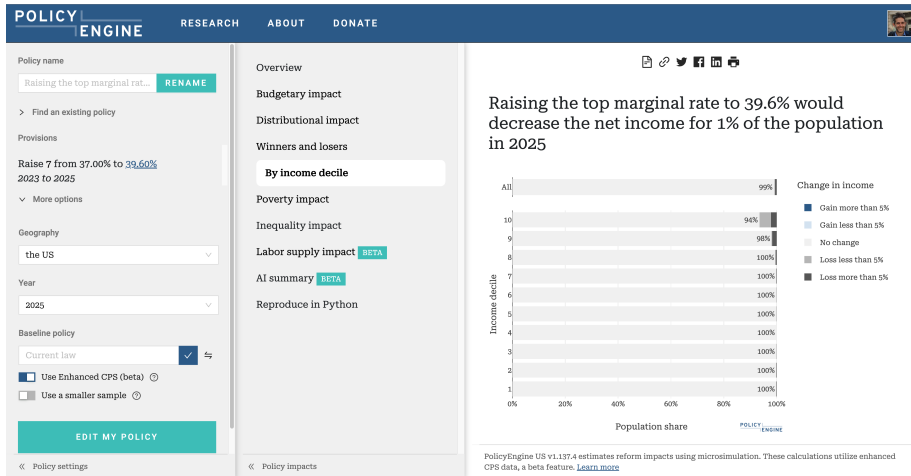 POLICY
ENGINE
RESEARCH
ABOUT
DONATE
Policy name
Raising the top marginal rat...
RENAME
Find an existing policy
Provisions
Raise 7 from 37.00% to 39.60%
2023 to 2025
More options
Geography
the US
Year
2025
Baseline policy
Current law
Use Enhanced CPS (beta)
Use a smaller sample
EDIT MY POLICY
Policy settings
Overview
Budgetary impact
Distributional impact
Winners and losers
By income decile
Poverty impact
Inequality impact
Labor supply impact BETA
AI summary BETA
Reproduce in Python
Policy impacts
Raising the top marginal rate to 39.6% would
decrease the net income for 1% of the population
in 2025
All 99%
10 94%
9 98%
8 100%
7 100%
6 100%
5 100%
4 100%
3 100%
2 100%
1 100%
Income decile
0% 20% 40% 60% 80% 100%
Population share
POLICY
ENGINE
Change in income
Gain more than 5%
Gain less than 5%
No change
Loss less than 5%
Loss more than 5%
PolicyEngine US v1.137.4 estimates reform impacts using microsimulation. These calculations utilize enhanced
CPS data, a beta feature. Learn more